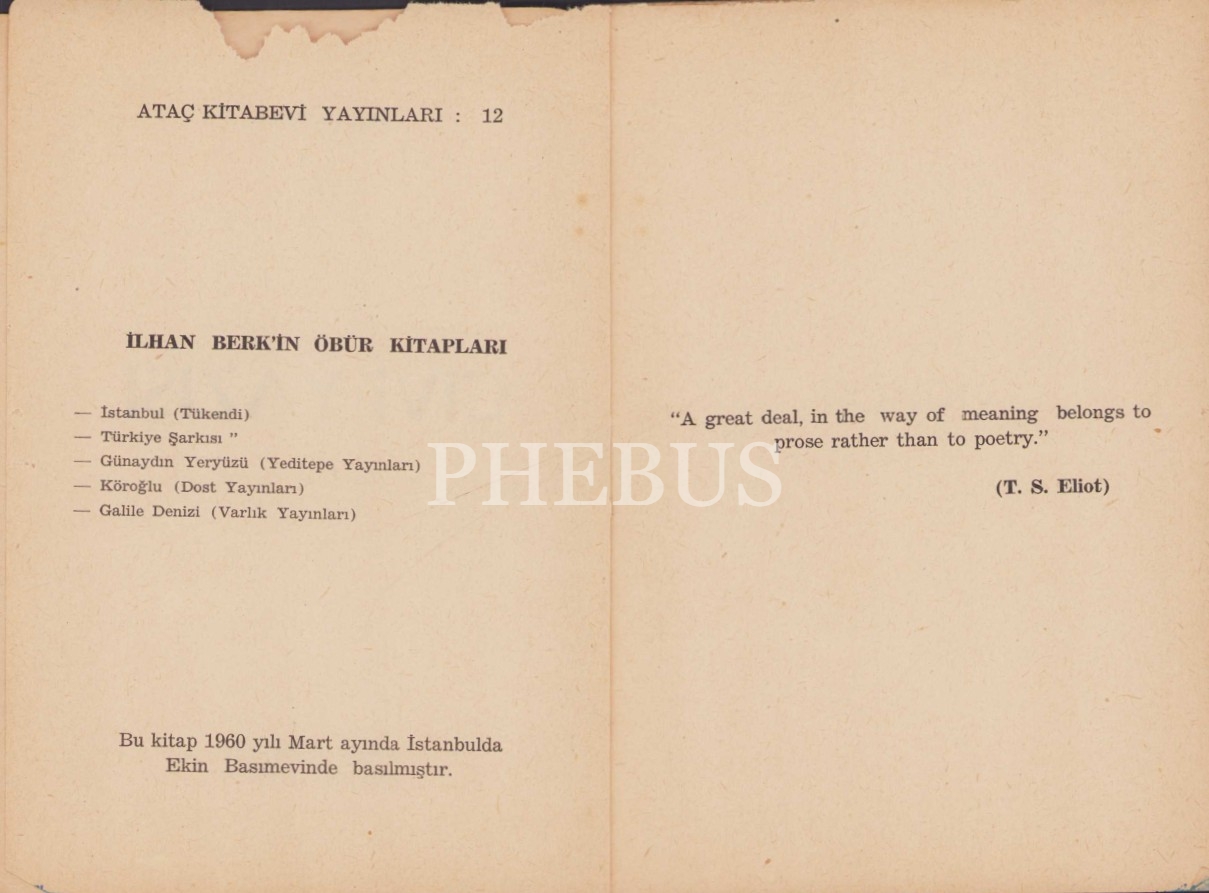 ATAÇ KİTABEVİ YAYINLARI : 12
İLHAN BERK'İN ÖBÜR KİTAPLARI
— İstanbul (Tükendi)
— Türkiye Şarkısı ”
— Günaydın Yeryüzü (Yeditepe Yayınları)
— Köroğlu (Dost Yayınları)
— Galile Denizi (Varlık Yayınları)
Bu kitap 1960 yılı Mart ayında İstanbulda
Ekin Basımevinde basılmıştır.
“A great deal, in the way of meaning belongs to
prose rather than to poetry.”
(T. S. Eliot)
PHEBUS